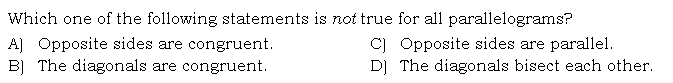 Which one of the following statements is not true for all parallelograms?
A] Opposite sides are congruent. C] Opposite sides are parallel.
B] The diagonals are congruent. D] The diagonals bisect each other.